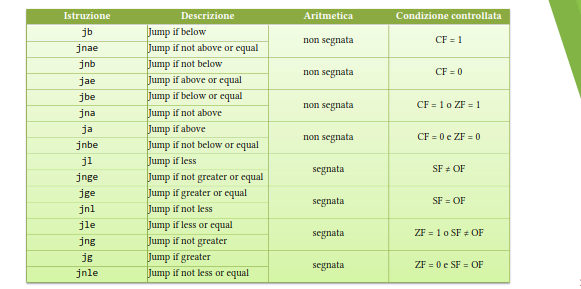 Istruzione Descrizione Aritmetica Condizione controllata
jb Jump if below non segnata CF = 1
jnae Jump if not above or equal
jnb Jump if not below non segnata CF = 0
jae Jump if above or equal
jbe Jump if below or equal non segnata CF = 1 o ZF = 1
jna Jump if not above
ja Jump if above non segnata CF = 0 e ZF = 0
jnbe Jump if not below or equal
jl Jump if less segnata SF ≠ OF
jnge Jump if not greater or equal
jge Jump if greater or equal segnata SF = OF
jnl Jump if not less
jle Jump if less or equal segnata ZF = 1 o SF ≠ OF
jng Jump if not greater
jg Jump if greater segnata ZF = 0 e SF = OF
jnle Jump if not less or equal